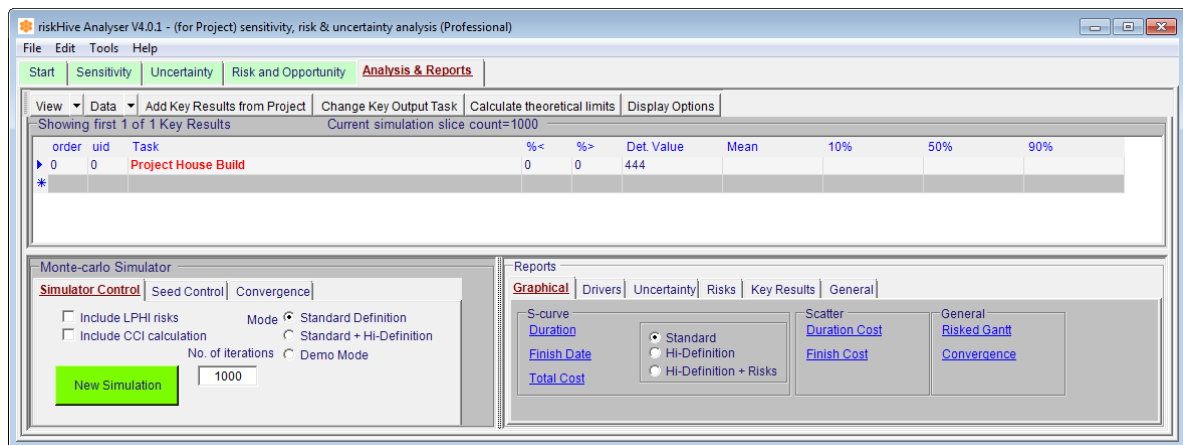 riskHive Analyser V4.0.1 - (for Project) sensitivity, risk & uncertainty analysis (Professional)
File Edit Tools Help
Start Sensitivity Uncertainty Risk and Opportunity Analysis & Reports
View Data Add Key Results from Project Change Key Output Task Calculate theoretical limits Display Options
Showing first 1 of 1 Key Results Current simulation slice count=1000
order uid Task %< %> Det. Value Mean 10% 50% 90%
0 0 Project House Build 0 0 444
Monte-carlo Simulator
Simulator Control Seed Control Convergence
Include LPHI risks Mode Standard Definition
Include CCI calculation Standard + Hi-Definition
No. of iterations Demo Mode
New Simulation 1000
Reports
Graphical Drivers Uncertainty Risks Key Results General
S-curve Scatter General
Duration Standard Duration Cost Risked Gantt
Finish Date Hi-Definition Finish Cost Convergence
Total Cost Hi-Definition + Risks